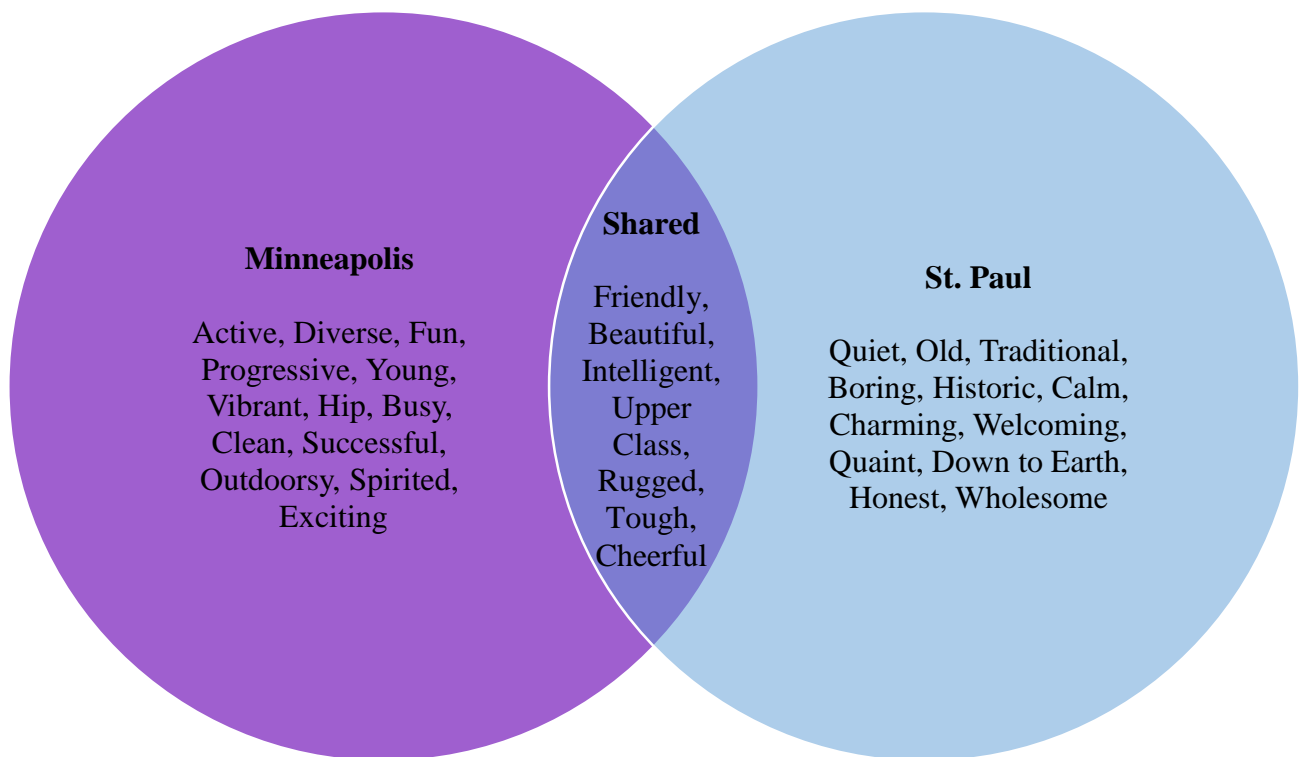 Minneapolis
Active, Diverse, Fun,
Progressive, Young,
Vibrant, Hip, Busy,
Clean, Successful,
Outdoorsy, Spirited,
Exciting
Shared
Friendly,
Beautiful,
Intelligent,
Upper
Class,
Rugged,
Tough,
Cheerful
St. Paul
Quiet, Old, Traditional,
Boring, Historic, Calm,
Charming, Welcoming,
Quaint, Down to Earth,
Honest, Wholesome